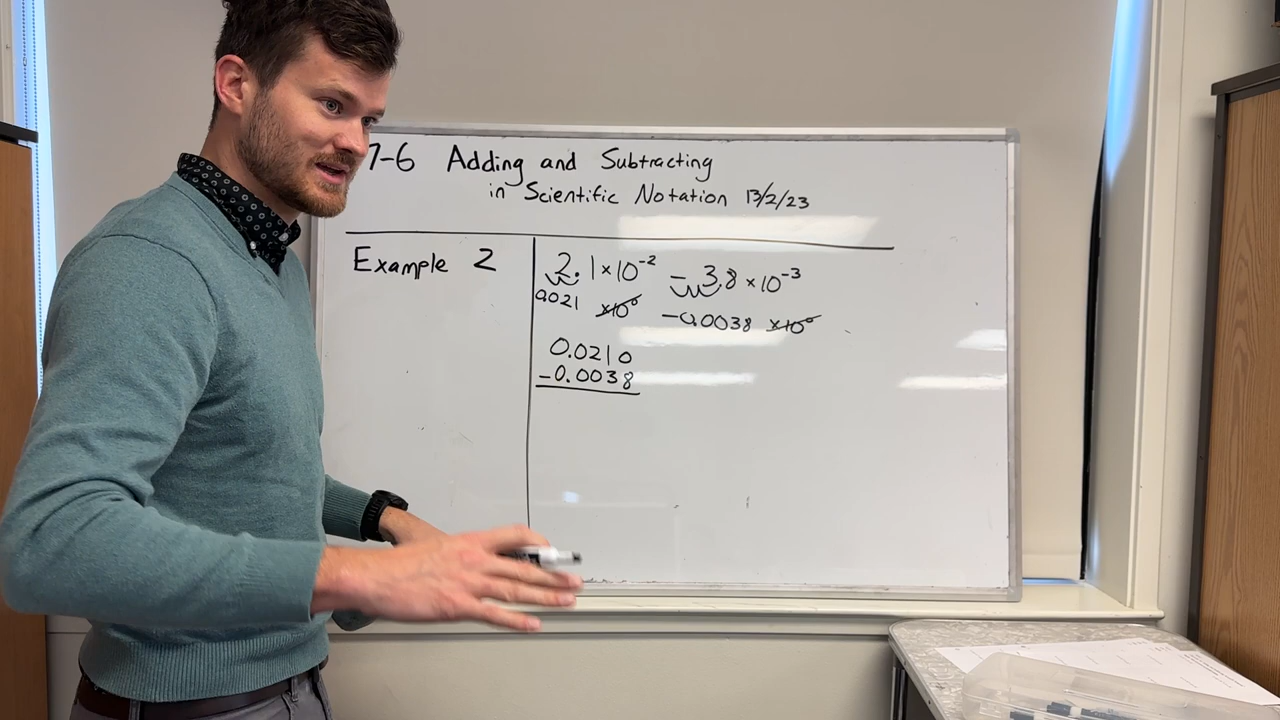 7-6 Adding and Subtracting
in Scientific Notation 13/2/23
Example 2
2.1×10⁻² - 3.8×10⁻³
0.021 ×10⁰ -0.0038 ×10⁰
0.0210
-0.0038